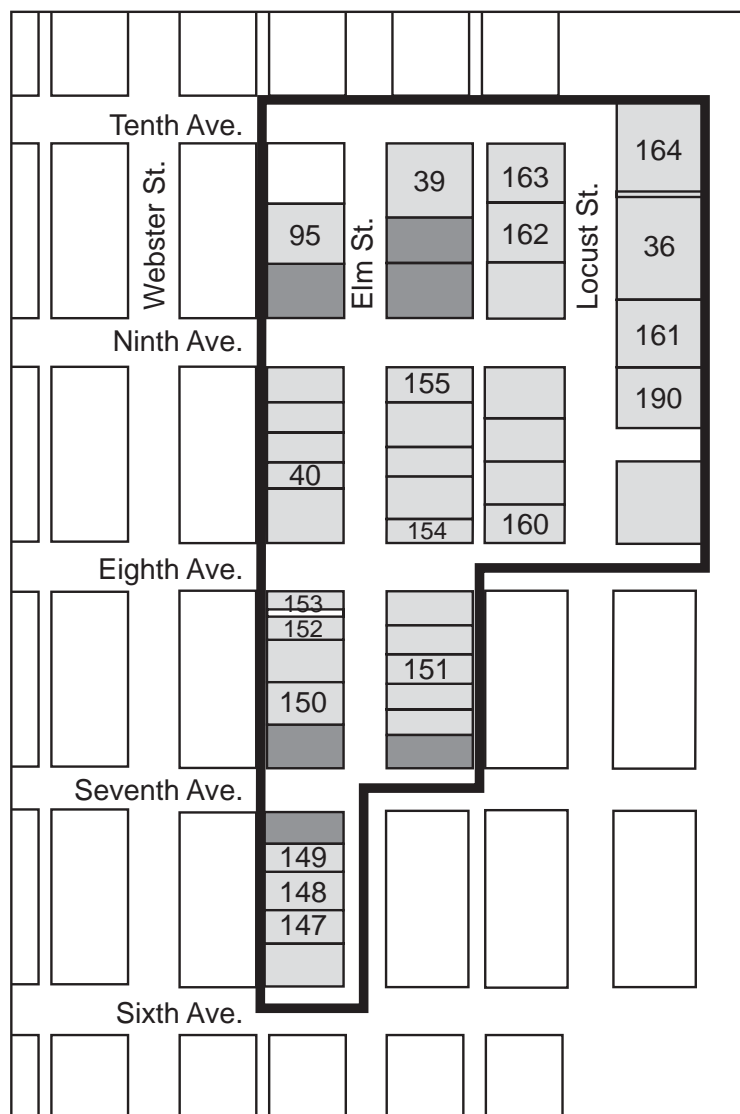 Tenth Ave.
Webster St.
Elm St.
Locust St.
164
39
163
95
162
36
Ninth Ave.
161
155
190
40
154
160
Eighth Ave.
153
152
151
150
Seventh Ave.
149
148
147
Sixth Ave.